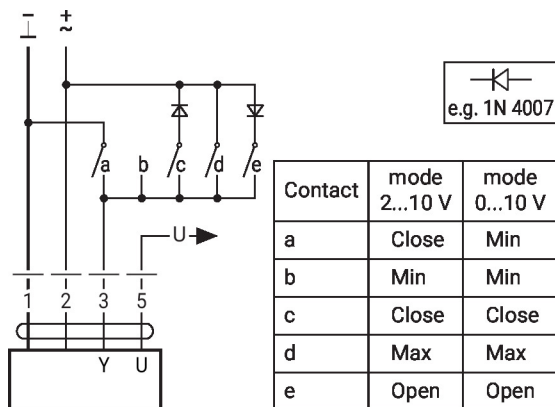 − +
⊥ ~
e.g. 1N 4007
a b c d e
U
1 2 3 5
Y U
Contact mode 2...10 V mode 0...10 V
a Close Min
b Min Min
c Close Close
d Max Max
e Open Open